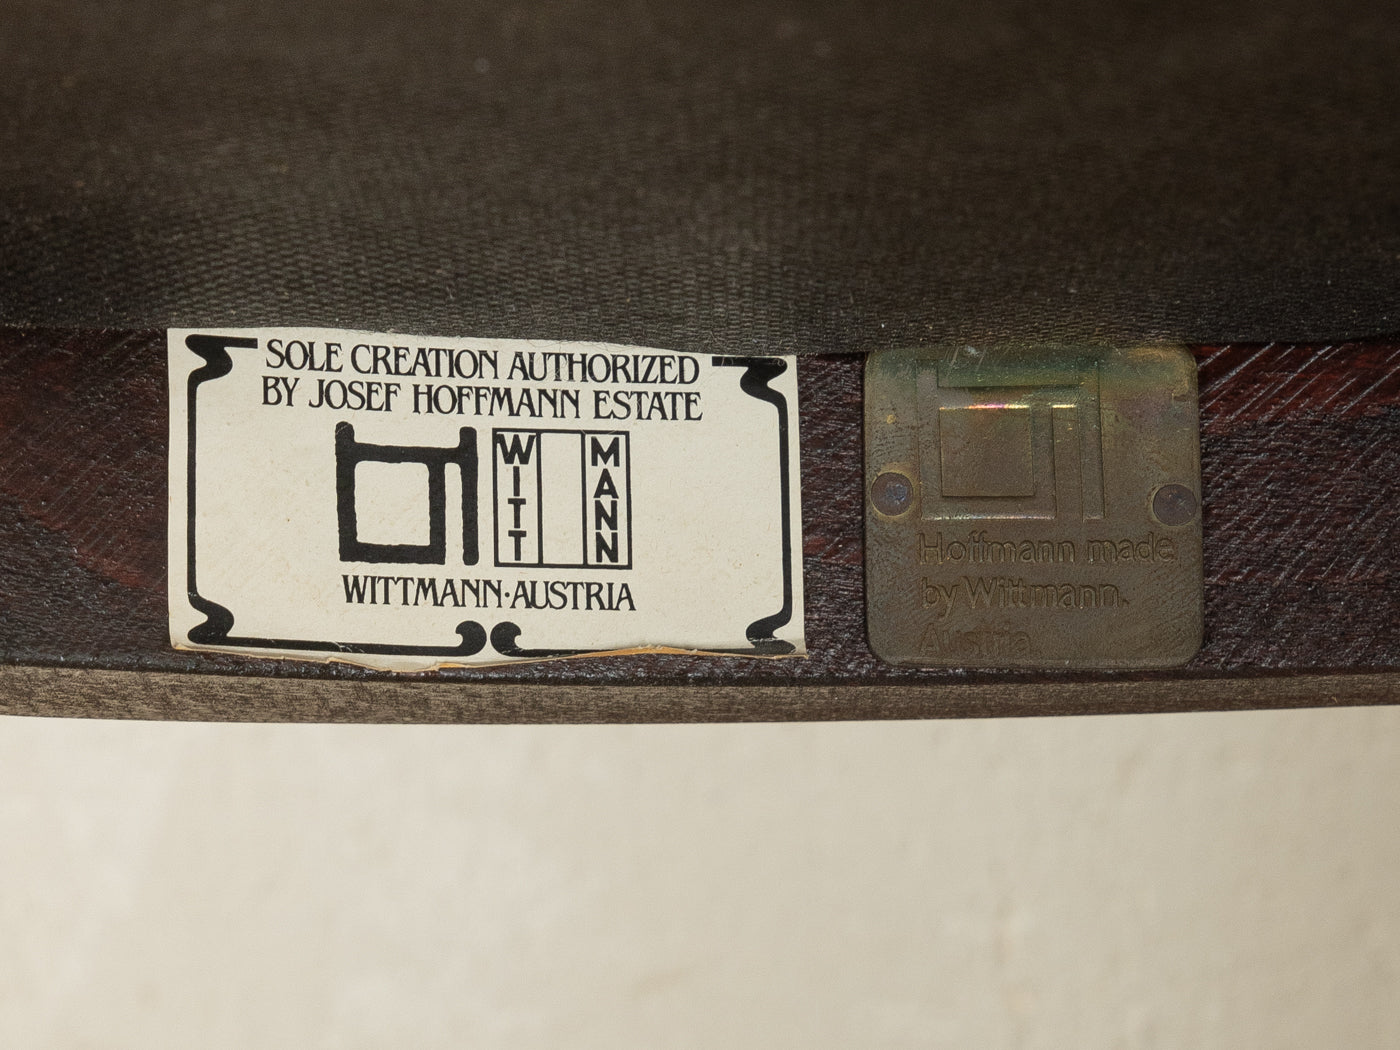 SOLE CREATION AUTHORIZED
BY JOSEF HOFFMANN ESTATE
WITT
MANN
WITTMANN·AUSTRIA
Hoffmann made
by Wittmann.
Austria